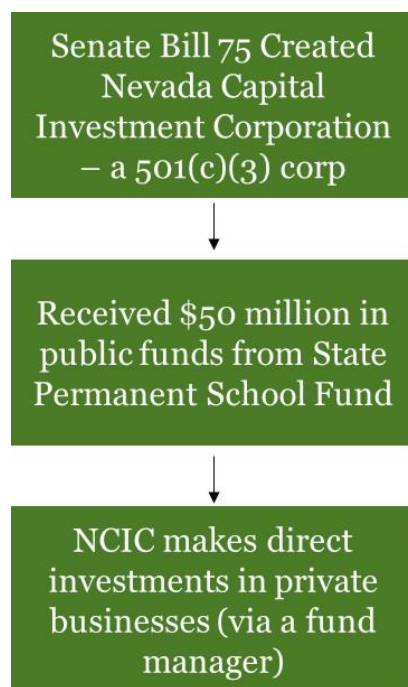 Senate Bill 75 Created
Nevada Capital
Investment Corporation
– a 501(c)(3) corp
Received $50 million in
public funds from State
Permanent School Fund
NCIC makes direct
investments in private
businesses (via a fund
manager)